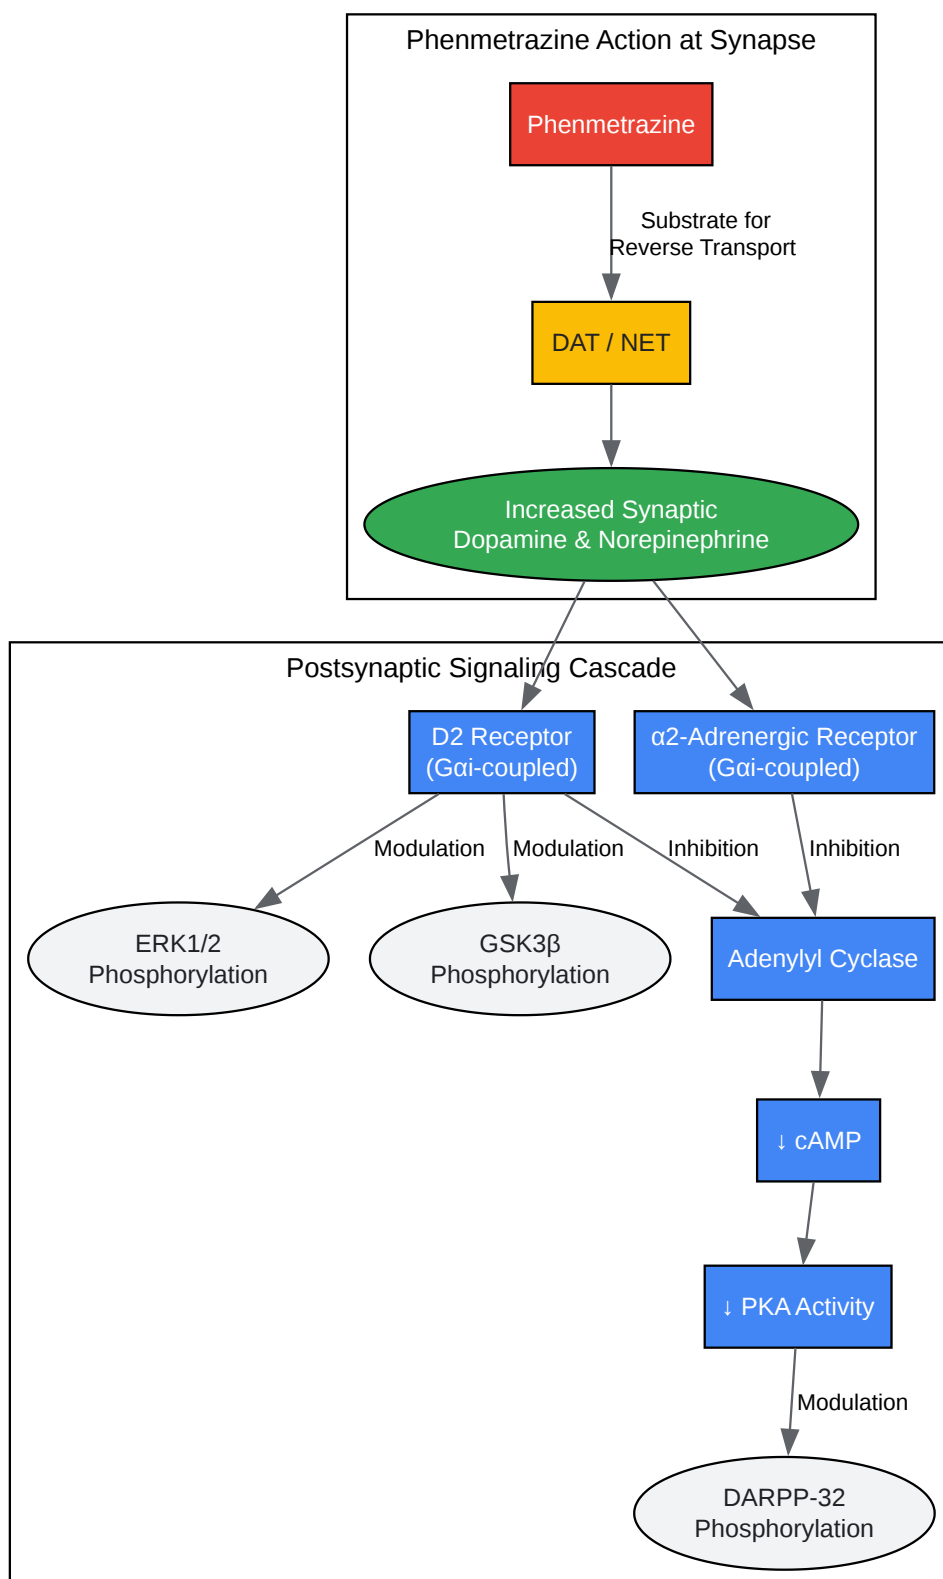 Phenmetrazine Action at Synapse
Phenmetrazine
Substrate for
Reverse Transport
DAT / NET
Increased Synaptic
Dopamine & Norepinephrine
Postsynaptic Signaling Cascade
D2 Receptor
(Gαi-coupled)
α2-Adrenergic Receptor
(Gαi-coupled)
Modulation
Modulation
Inhibition
Inhibition
ERK1/2
Phosphorylation
GSK3β
Phosphorylation
Adenylyl Cyclase
↓ cAMP
↓ PKA Activity
Modulation
DARPP-32
Phosphorylation